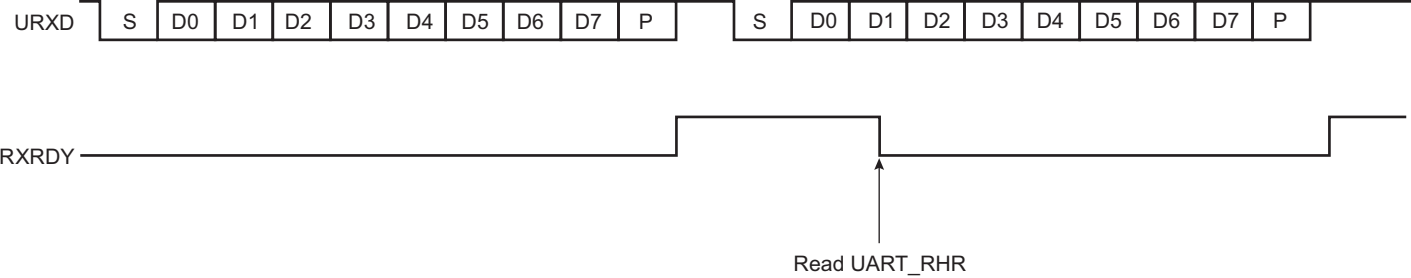 URXD S D0 D1 D2 D3 D4 D5 D6 D7 P S D0 D1 D2 D3 D4 D5 D6 D7 P
RXRDY
Read UART_RHR